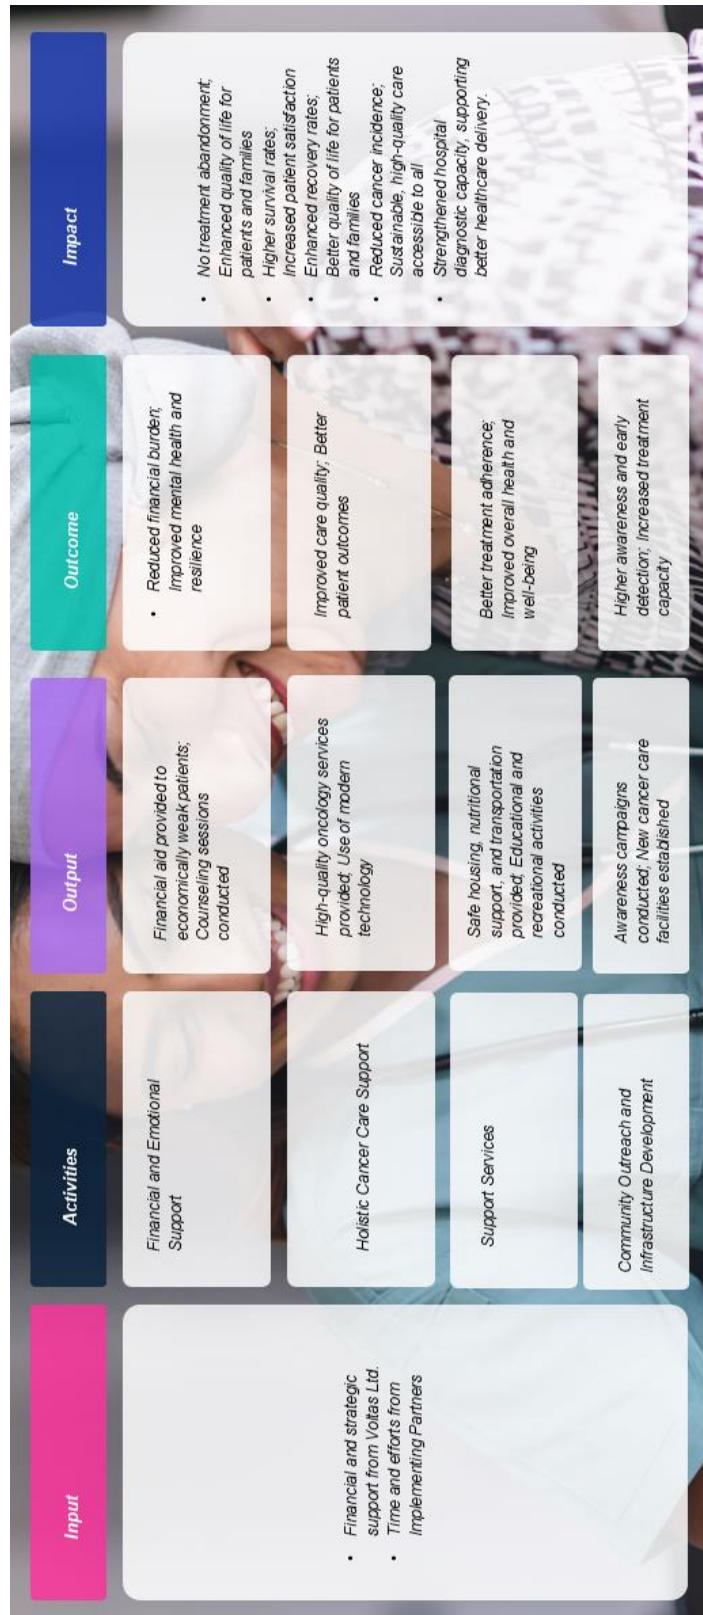 Input
• Financial and strategic
support from Voltas Ltd.
• Time and efforts from
Implementing Partners
Activities
Financial and Emotional
Support
Holistic Cancer Care Support
Support Services
Community Outreach and
Infrastructure Development
Output
Financial aid provided to
economically weak patients;
Counseling sessions
conducted
High-quality oncology services
provided; Use of modern
technology
Safe housing, nutritional
support, and transportation
provided; Educational and
recreational activities
conducted
Awareness campaigns
conducted; New cancer care
facilities established
Outcome
• Reduced financial burden;
Improved mental health and
resilience
Improved care quality; Better
patient outcomes
Better treatment adherence;
Improved overall health and
well-being
Higher awareness and early
detection; Increased treatment
capacity
Impact
• No treatment abandonment;
Enhanced quality of life for
patients and families
• Higher survival rates;
Increased patient satisfaction
• Enhanced recovery rates;
Better quality of life for patients
and families
• Reduced cancer incidence;
Sustainable, high-quality care
accessible to all
• Strengthened hospital
diagnostic capacity, supporting
better healthcare delivery.